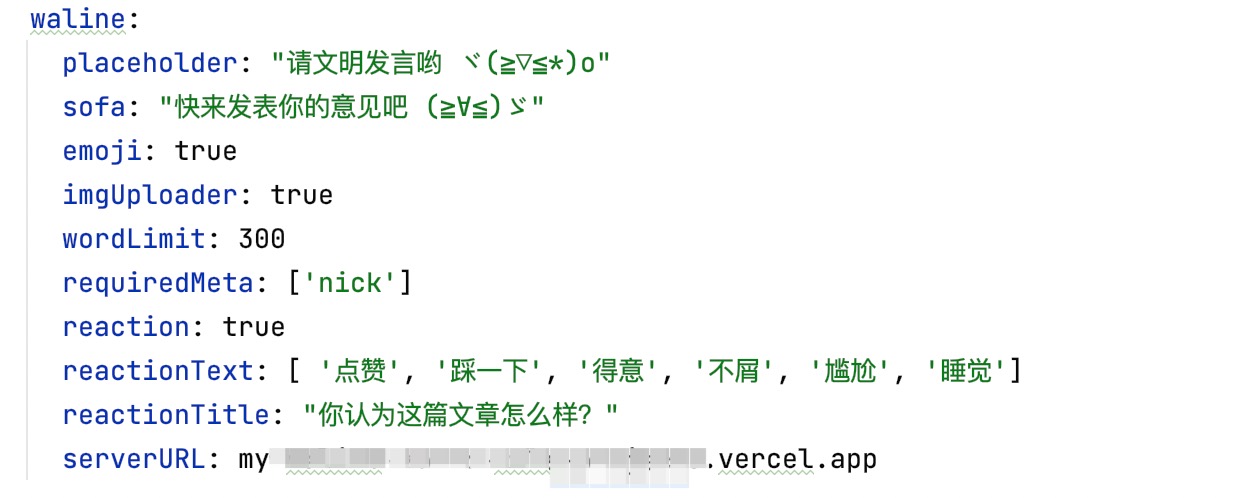 waline:
placeholder: "请文明发言哟 ヾ(≧▽≦*)o"
sofa: "快来发表你的意见吧 (≧∀≦)ゞ"
emoji: true
imgUploader: true
wordLimit: 300
requiredMeta: ['nick']
reaction: true
reactionText: [ '点赞', '踩一下', '得意', '不屑', '尴尬', '睡觉']
reactionTitle: "你认为这篇文章怎么样？"
serverURL: my .vercel.app